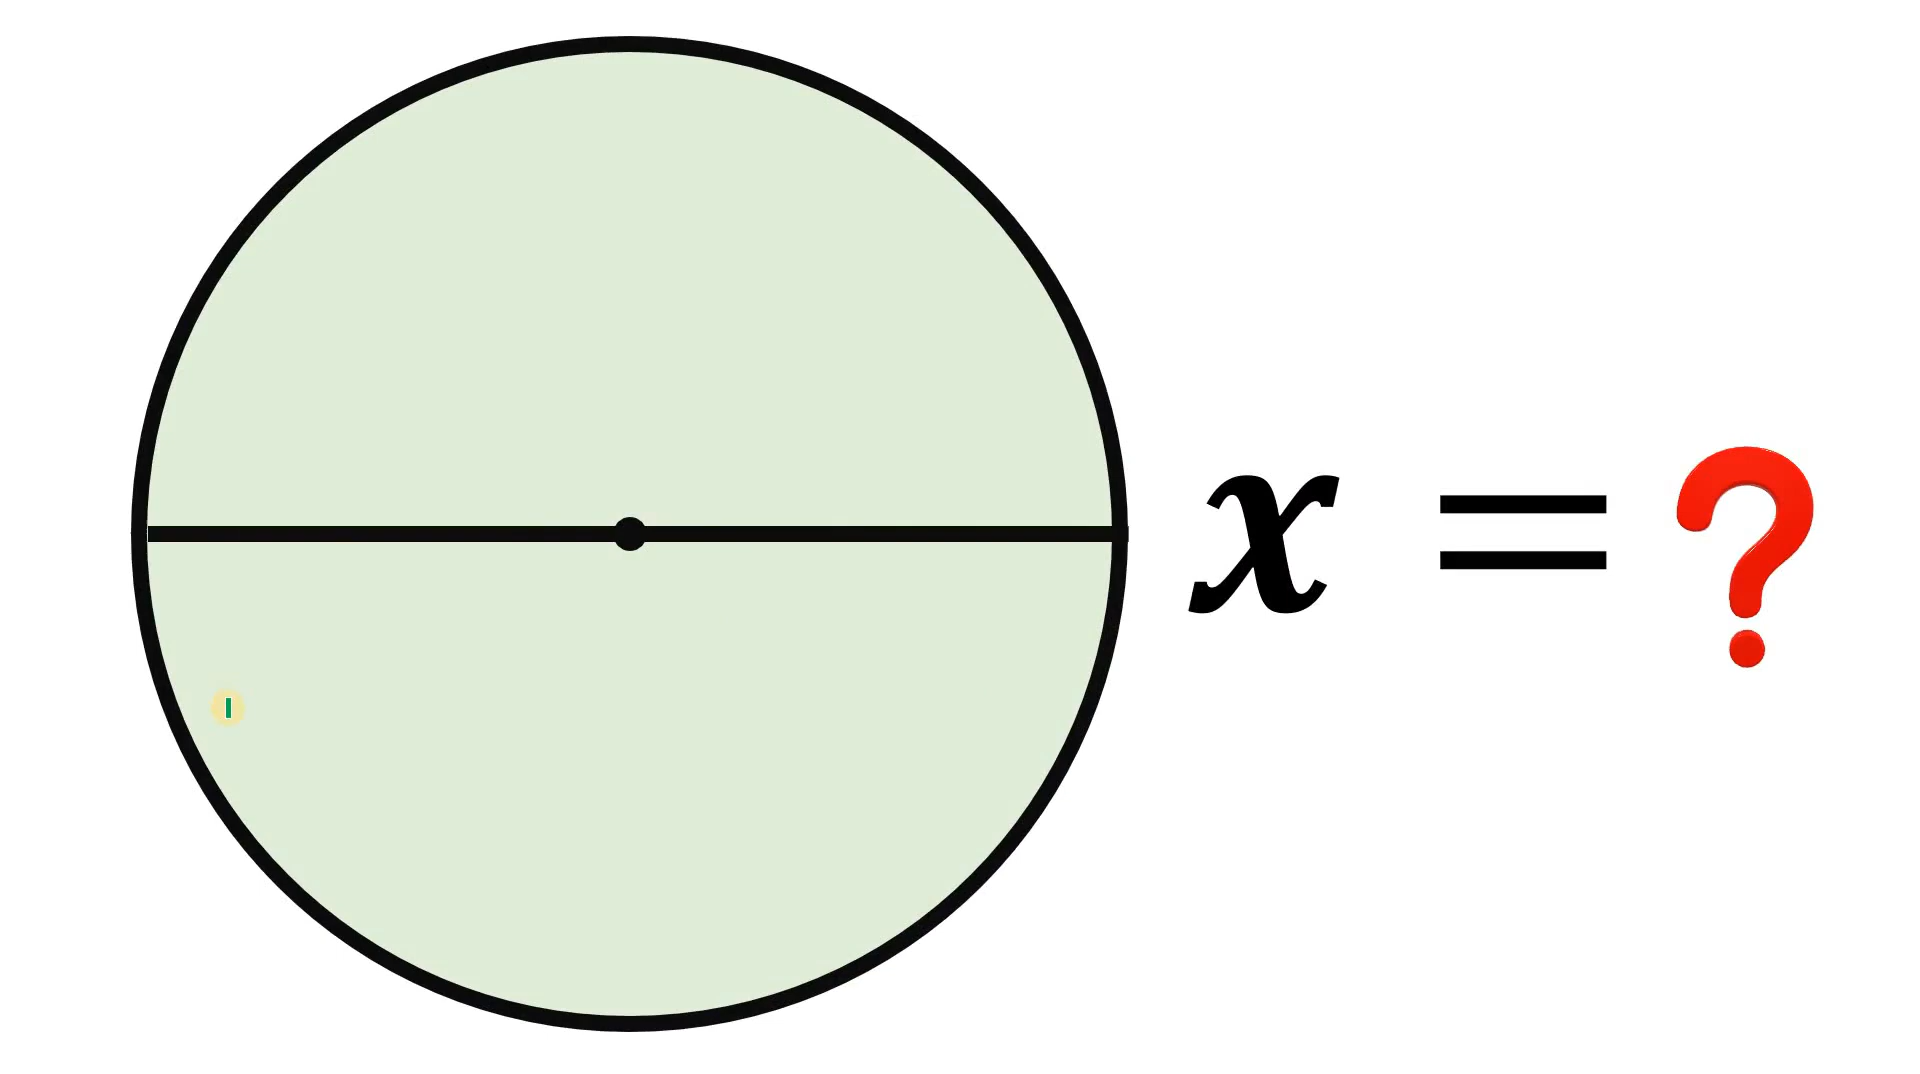 x = ?